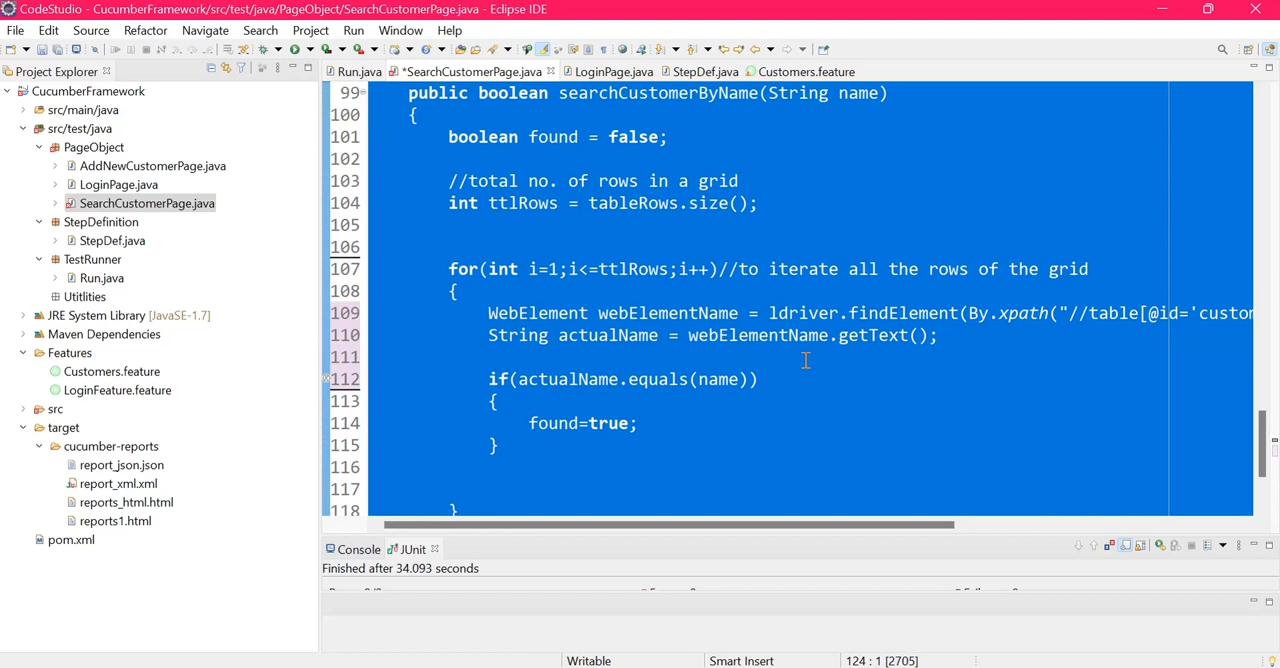 CodeStudio - CucumberFramework/src/test/java/PageObject/SearchCustomerPage.java - Eclipse IDE
File Edit Source Refactor Navigate Search Project Run Window Help
Project Explorer
CucumberFramework
src/main/java
src/test/java
PageObject
AddNewCustomerPage.java
LoginPage.java
SearchCustomerPage.java
StepDefinition
StepDef.java
TestRunner
Run.java
Utitlities
JRE System Library [JavaSE-1.7]
Maven Dependencies
Features
Customers.feature
LoginFeature.feature
src
target
cucumber-reports
report_json.json
report_xml.xml
reports_html.html
reports1.html
pom.xml
Run.java *SearchCustomerPage.java LoginPage.java StepDef.java Customers.feature
99 public boolean searchCustomerByName(String name)
100 {
101 boolean found = false;
102
103 //total no. of rows in a grid
104 int ttlRows = tableRows.size();
105
106
107 for(int i=1;i<=ttlRows;i++)//to iterate all the rows of the grid
108 {
109 WebElement webElementName = ldriver.findElement(By.xpath("//table[@id='custom
110 String actualName = webElementName.getText();
111
112 if(actualName.equals(name))
113 {
114 found=true;
115 }
116
117
118 }
Console JUnit
Finished after 34.093 seconds
Writable Smart Insert 124 : 1 [2705]